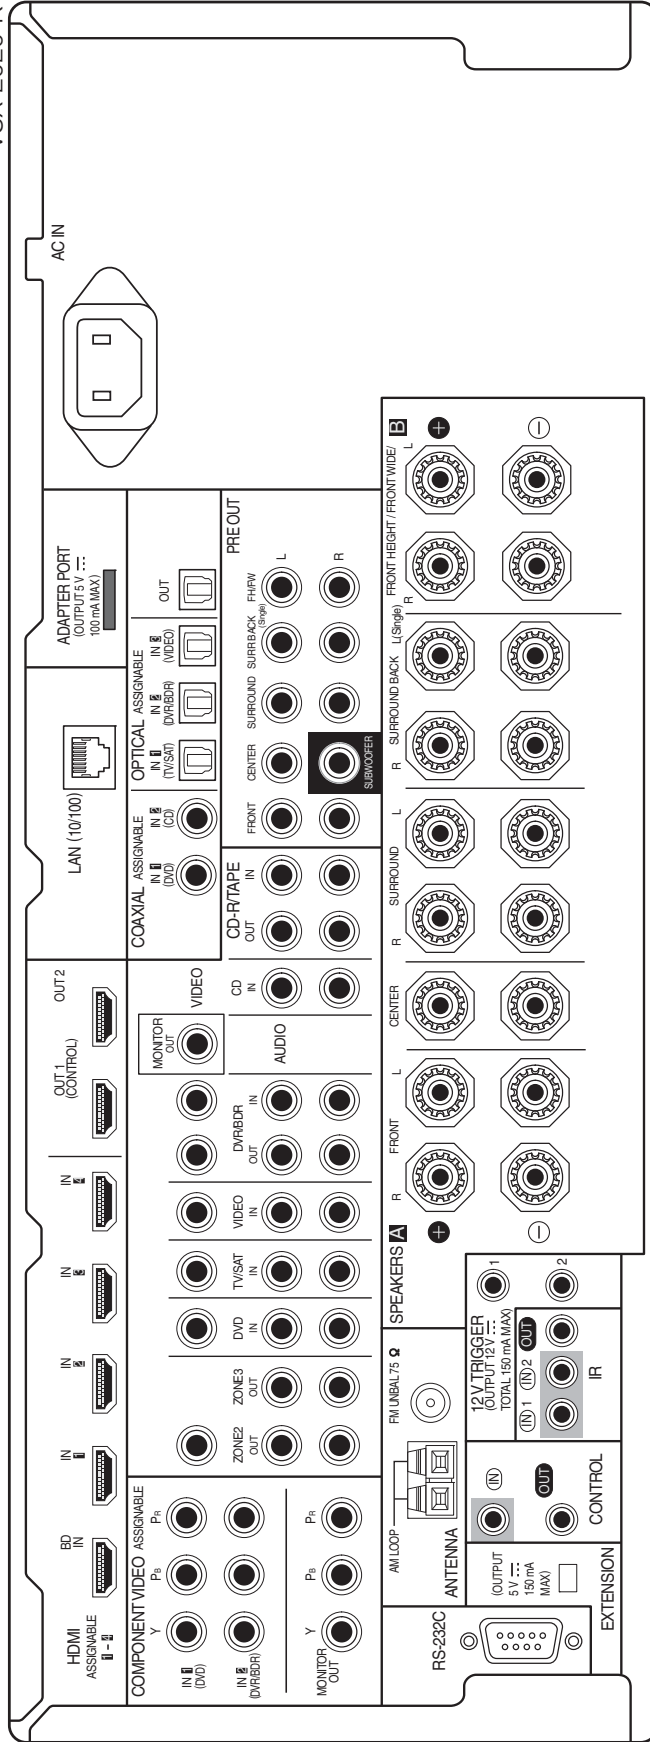 AC IN
ADAPTER PORT
(OUTPUT 5 V
100 mA MAX)
LAN (10/100)
HDMI
ASSIGNABLE
1 - 4
BD
IN
IN
1
IN
2
IN
3
IN
4
OUT 1
(CONTROL)
OUT 2
COAXIAL ASSIGNABLE
IN 1
(DVD)
IN 2
(CD)
OPTICAL ASSIGNABLE
IN 1
(TV/SAT)
IN 2
(DVR/BDR)
IN 3
(VIDEO)
OUT
COMPONENT VIDEO ASSIGNABLE
Y
PB
PR
IN 1
(DVD)
IN 2
(DVR/BDR)
MONITOR
OUT
Y
PB
PR
ZONE2
OUT
ZONE3
OUT
DVD
IN
TV/SAT
IN
VIDEO
IN
DVR/BDR
OUT
IN
MONITOR
OUT
VIDEO
AUDIO
CD
IN
CD-R/TAPE
OUT
IN
PRE OUT
FRONT
CENTER
SURROUND
SURR BACK
(Single)
FH/FW
L
R
SUBWOOFER
ANTENNA
AM LOOP
FM UNBAL 75 Ω
SPEAKERS A
R
FRONT
L
CENTER
R
SURROUND
L
R
SURROUND BACK
L(Single)
FRONT HEIGHT / FRONT WIDE/ B
R
L
+
−
+
−
RS-232C
(OUTPUT
5 V
150 mA
MAX)
EXTENSION
IN
OUT
CONTROL
12 V TRIGGER
(OUTPUT 12 V
TOTAL 150 mA MAX)
1
2
IN 1
IN 2
OUT
IR